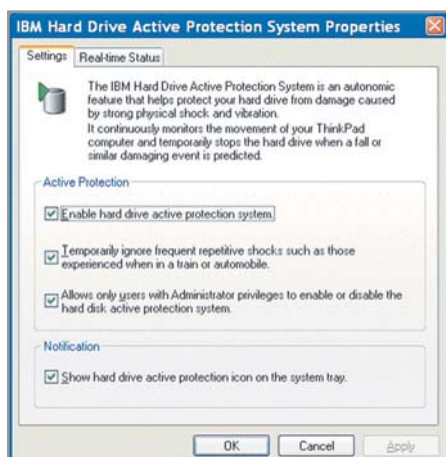 IBM Hard Drive Active Protection System Properties
Settings Real-time Status
The IBM Hard Drive Active Protection System is an autonomic
feature that helps protect your hard drive from damage caused
by strong physical shock and vibration.
It continuously monitors the movement of your ThinkPad
computer and temporarily stops the hard drive when a fall or
similar damaging event is predicted.
Active Protection
Enable hard drive active protection system.
Temporarily ignore frequent repetitive shocks such as those
experienced when in a train or automobile.
Allows only users with Administrator privileges to enable or disable the
hard disk active protection system.
Notification
Show hard drive active protection icon on the system tray.
OK Cancel Apply